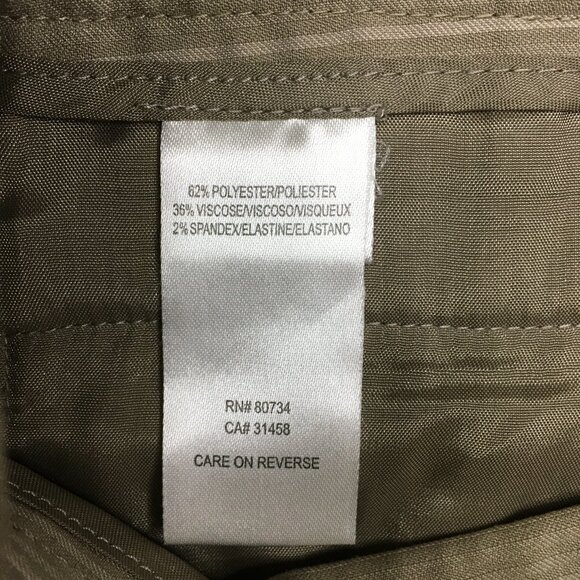 62% POLYESTER/POLIESTER
36% VISCOSE/VISCOSO/VISQUEUX
2% SPANDEX/ELASTINE/ELASTANO
RN# 80734
CA# 31458
CARE ON REVERSE